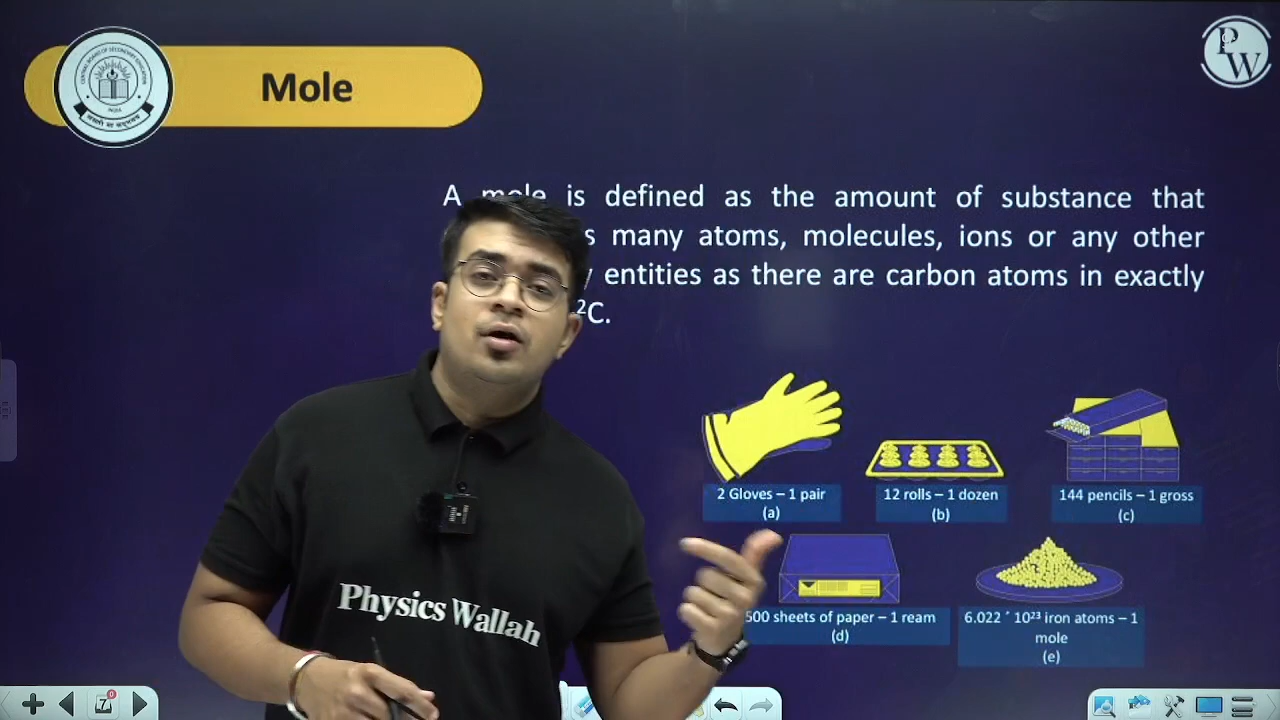 Mole
PW
A mole is defined as the amount of substance that
s many atoms, molecules, ions or any other
y entities as there are carbon atoms in exactly
²C.
2 Gloves – 1 pair
(a)
12 rolls – 1 dozen
(b)
144 pencils – 1 gross
(c)
500 sheets of paper – 1 ream
(d)
6.022 ´ 10²³ iron atoms – 1
mole
(e)
Physics Wallah